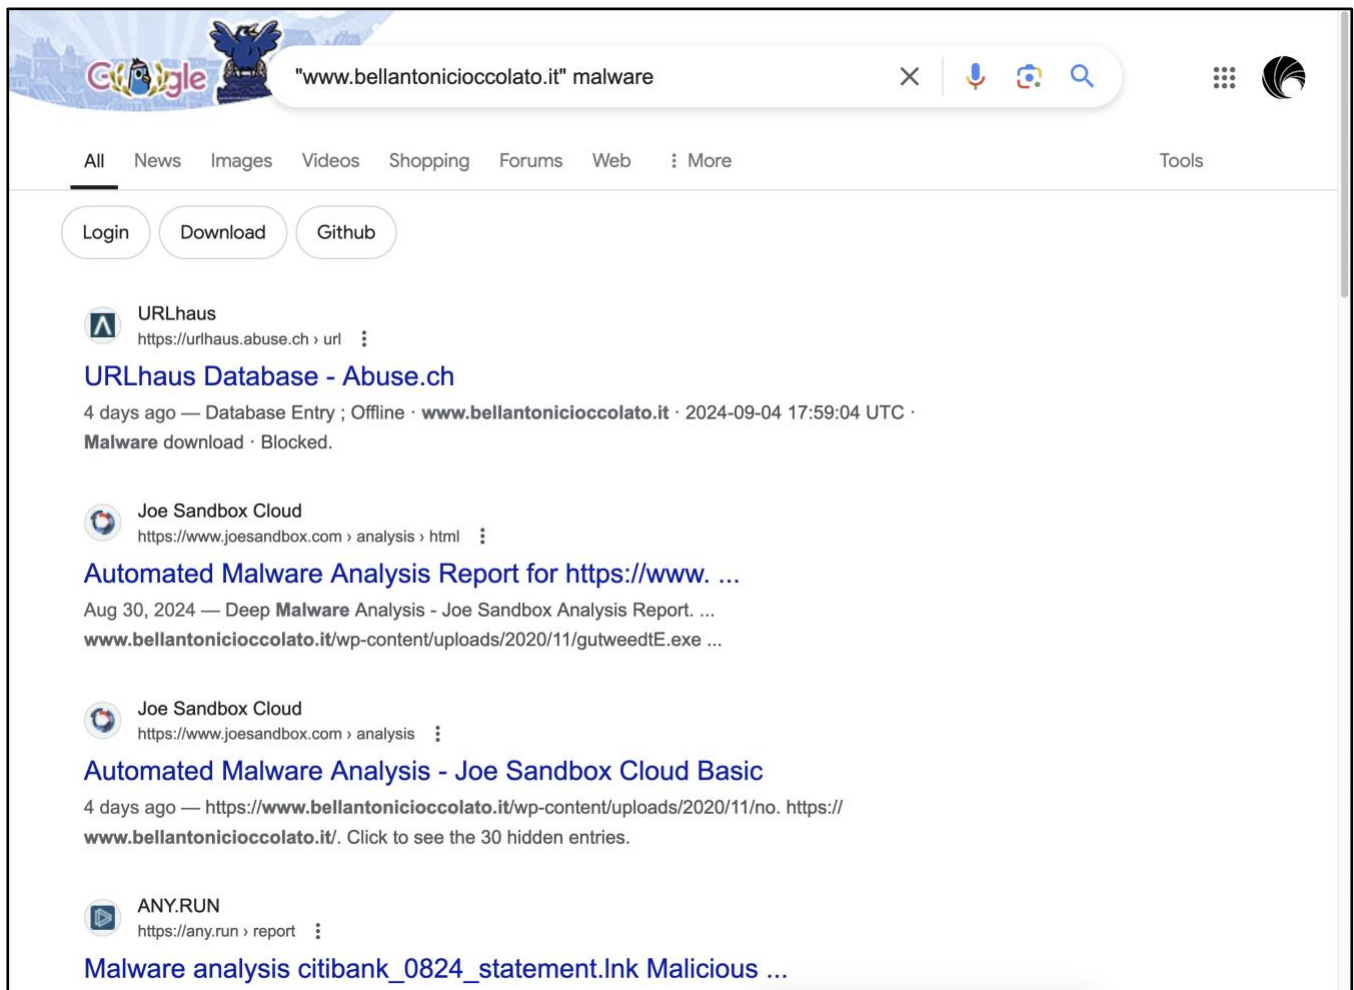 Google
"www.bellantonicioccolato.it" malware
All News Images Videos Shopping Forums Web More Tools
Login Download Github
URLhaus
https://urlhaus.abuse.ch › url
URLhaus Database - Abuse.ch
4 days ago — Database Entry ; Offline · www.bellantonicioccolato.it · 2024-09-04 17:59:04 UTC ·
Malware download · Blocked.
Joe Sandbox Cloud
https://www.joesandbox.com › analysis › html
Automated Malware Analysis Report for https://www. ...
Aug 30, 2024 — Deep Malware Analysis - Joe Sandbox Analysis Report. ...
www.bellantonicioccolato.it/wp-content/uploads/2020/11/gutweedtE.exe ...
Joe Sandbox Cloud
https://www.joesandbox.com › analysis
Automated Malware Analysis - Joe Sandbox Cloud Basic
4 days ago — https://www.bellantonicioccolato.it/wp-content/uploads/2020/11/no. https://
www.bellantonicioccolato.it/. Click to see the 30 hidden entries.
ANY.RUN
https://any.run › report
Malware analysis citibank_0824_statement.lnk Malicious ...